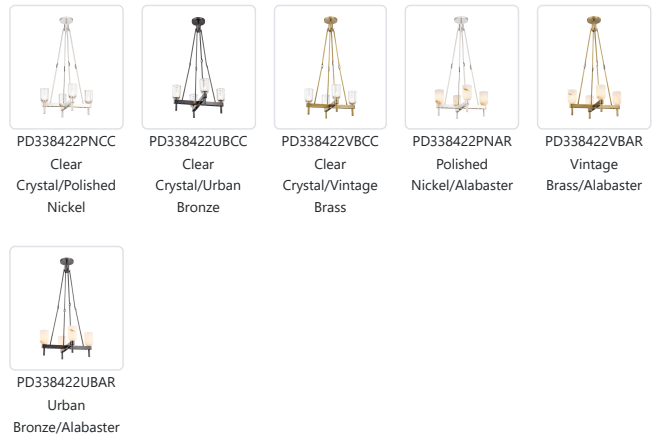 PD338422PNCC
Clear
Crystal/Polished
Nickel
PD338422UBCC
Clear
Crystal/Urban
Bronze
PD338422VBCC
Clear
Crystal/Vintage
Brass
PD338422PNAR
Polished
Nickel/Alabaster
PD338422VBAR
Vintage
Brass/Alabaster
PD338422UBAR
Urban
Bronze/Alabaster